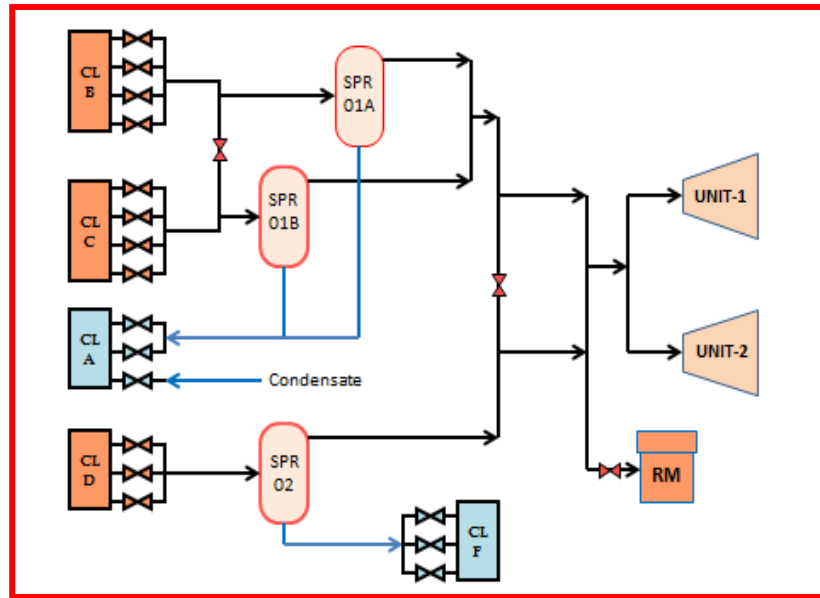 CL
B
SPR
01A
CL
C
SPR
01B
UNIT-1
CL
A
Condensate
UNIT-2
CL
D
SPR
02
RM
CL
F